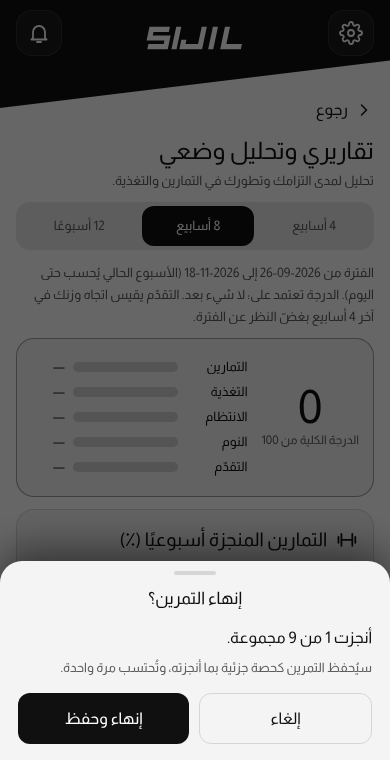 SIJIL
رجوع
تقاريري وتحليل وضعي
تحليل لمدى التزامك وتطورك في التمارين والتغذية.
4 أسابيع
8 أسابيع
12 أسبوعًا
الفترة من 2026-09-26 إلى 2026-11-18 (الأسبوع الحالي يُحسب حتى
اليوم). الدرجة تعتمد على: لا شيء بعد. التقدّم يقيس اتجاه وزنك في
آخر 4 أسابيع بغضّ النظر عن الفترة.
0
الدرجة الكلية من 100
التمارين —
التغذية —
الانتظام —
النوم —
التقدّم —
التمارين المنجزة أسبوعيًا (٪)
إنهاء التمرين؟
أنجزت 1 من 9 مجموعة.
سيُحفظ التمرين كحصة جزئية بما أنجزته، وتُحتسب مرة واحدة.
إلغاء
إنهاء وحفظ